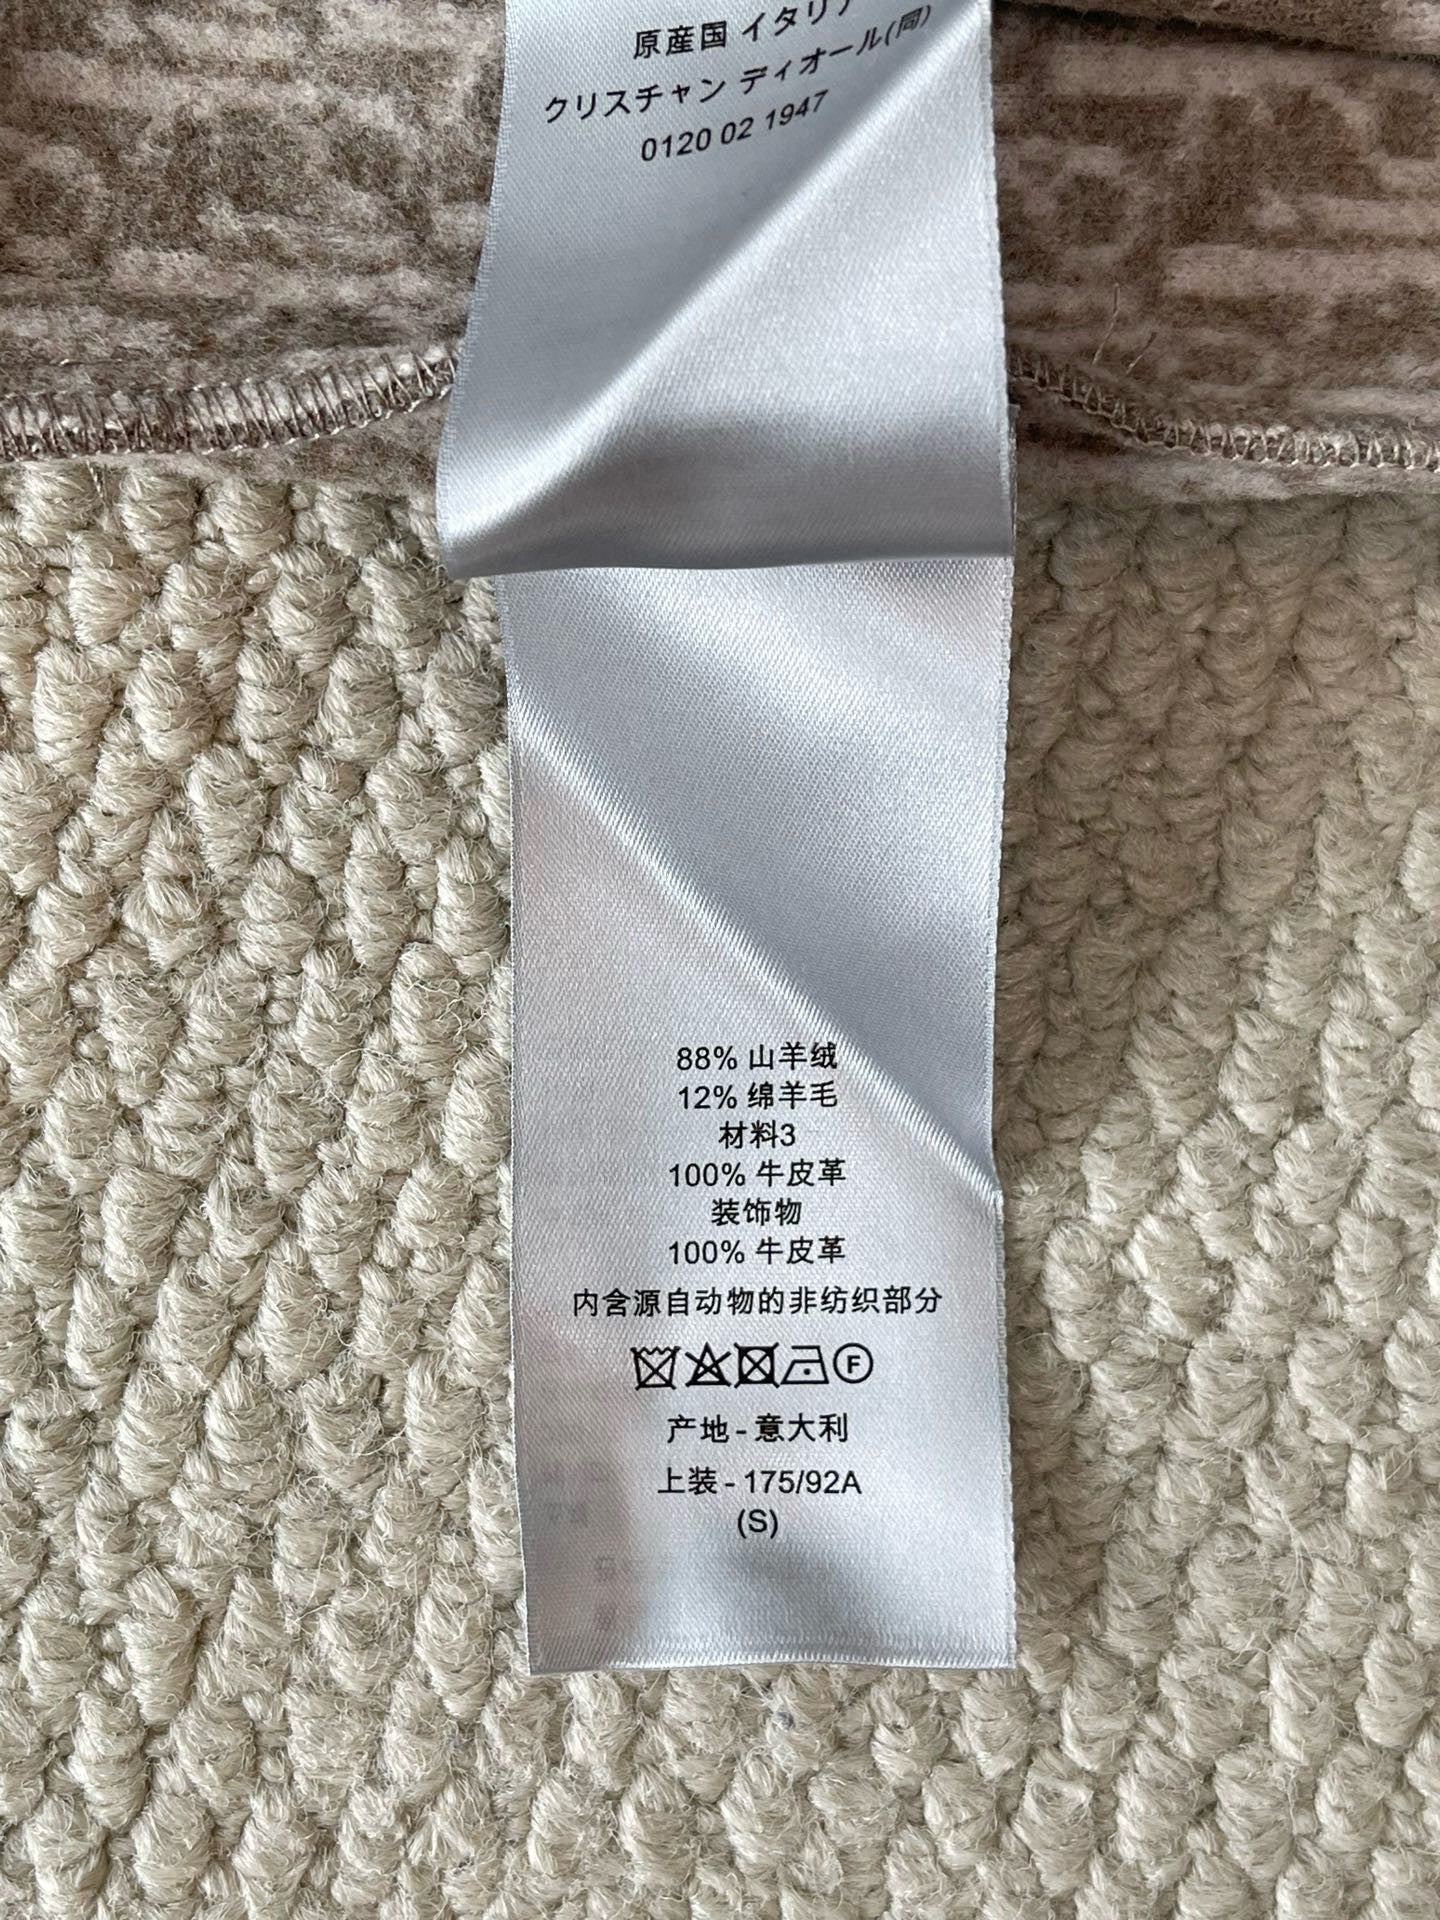 原産国 イタリア
クリスチャン ディオール(同)
0120 02 1947
88% 山羊绒
12% 绵羊毛
材料3
100% 牛皮革
装饰物
100% 牛皮革
内含源自动物的非纺织部分
F
产地 - 意大利
上装 - 175/92A
(S)